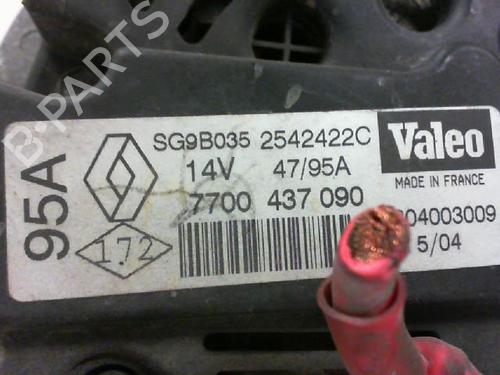 B-PARTS
95A
SG9B035 2542422C
14V 47/95A
7700 437 090
172
Valeo
MADE IN FRANCE
04003009
5/04